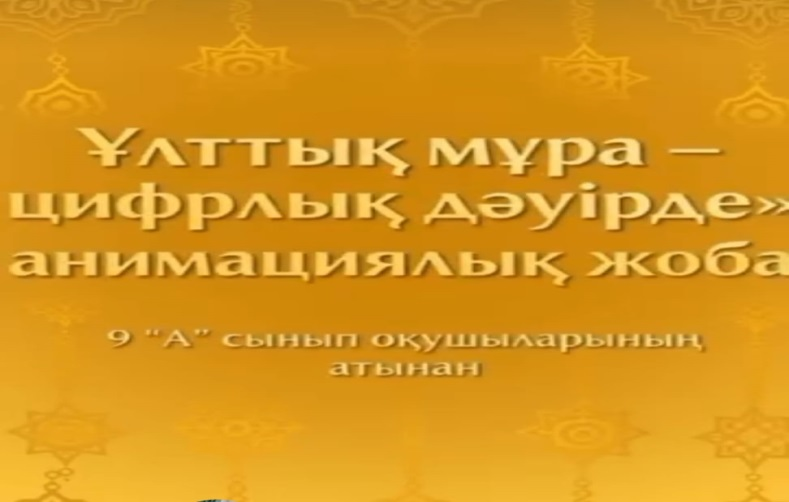 Ұлттық мұра –
цифрлық дәуірде»
анимациялық жоба
9 “А” сынып оқушыларының
атынан